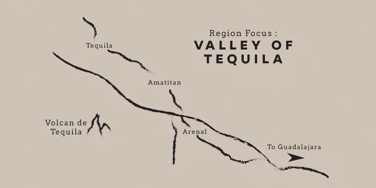 Region Focus :
VALLEY OF
TEQUILA
Tequila
Amatitan
Volcan de
Tequila
Arenal
To Guadalajara